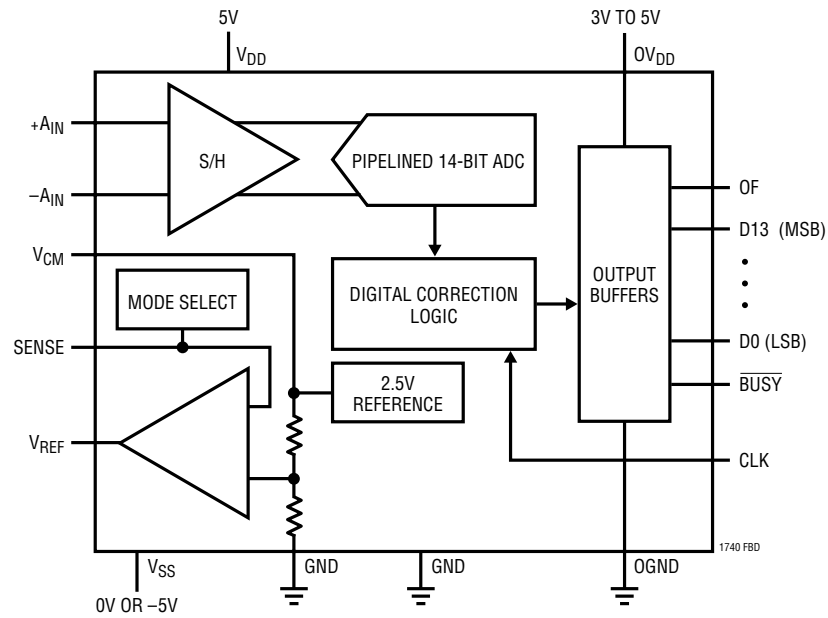 5V
3V TO 5V
VDD
OVDD
+AIN
S/H
PIPELINED 14-BIT ADC
–AIN
OF
D13 (MSB)
VCM
MODE SELECT
DIGITAL CORRECTION
LOGIC
OUTPUT
BUFFERS
SENSE
D0 (LSB)
2.5V
REFERENCE
BUSY
VREF
CLK
1740 FBD
VSS
GND
GND
OGND
0V OR –5V